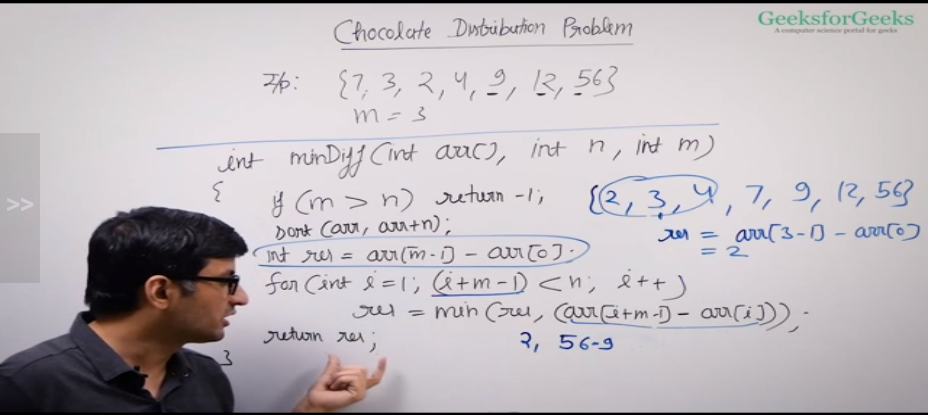 GeeksforGeeks
A computer science portal for geeks
Chocolate Distribution Problem
I/p: {7, 3, 2, 4, 9, 12, 56}
m = 3
int minDiff(int arr[], int n, int m)
{
if (m > n) return -1;
sort (arr, arr+n);
int res = arr[m-1] - arr[0];
for (int i=1; (i+m-1) < n; i++)
res = min(res, (arr[i+m-1] - arr[i]));
return res;
}
{2, 3, 4, 7, 9, 12, 56}
res = arr[3-1] - arr[0]
= 2
2, 56-9
>>